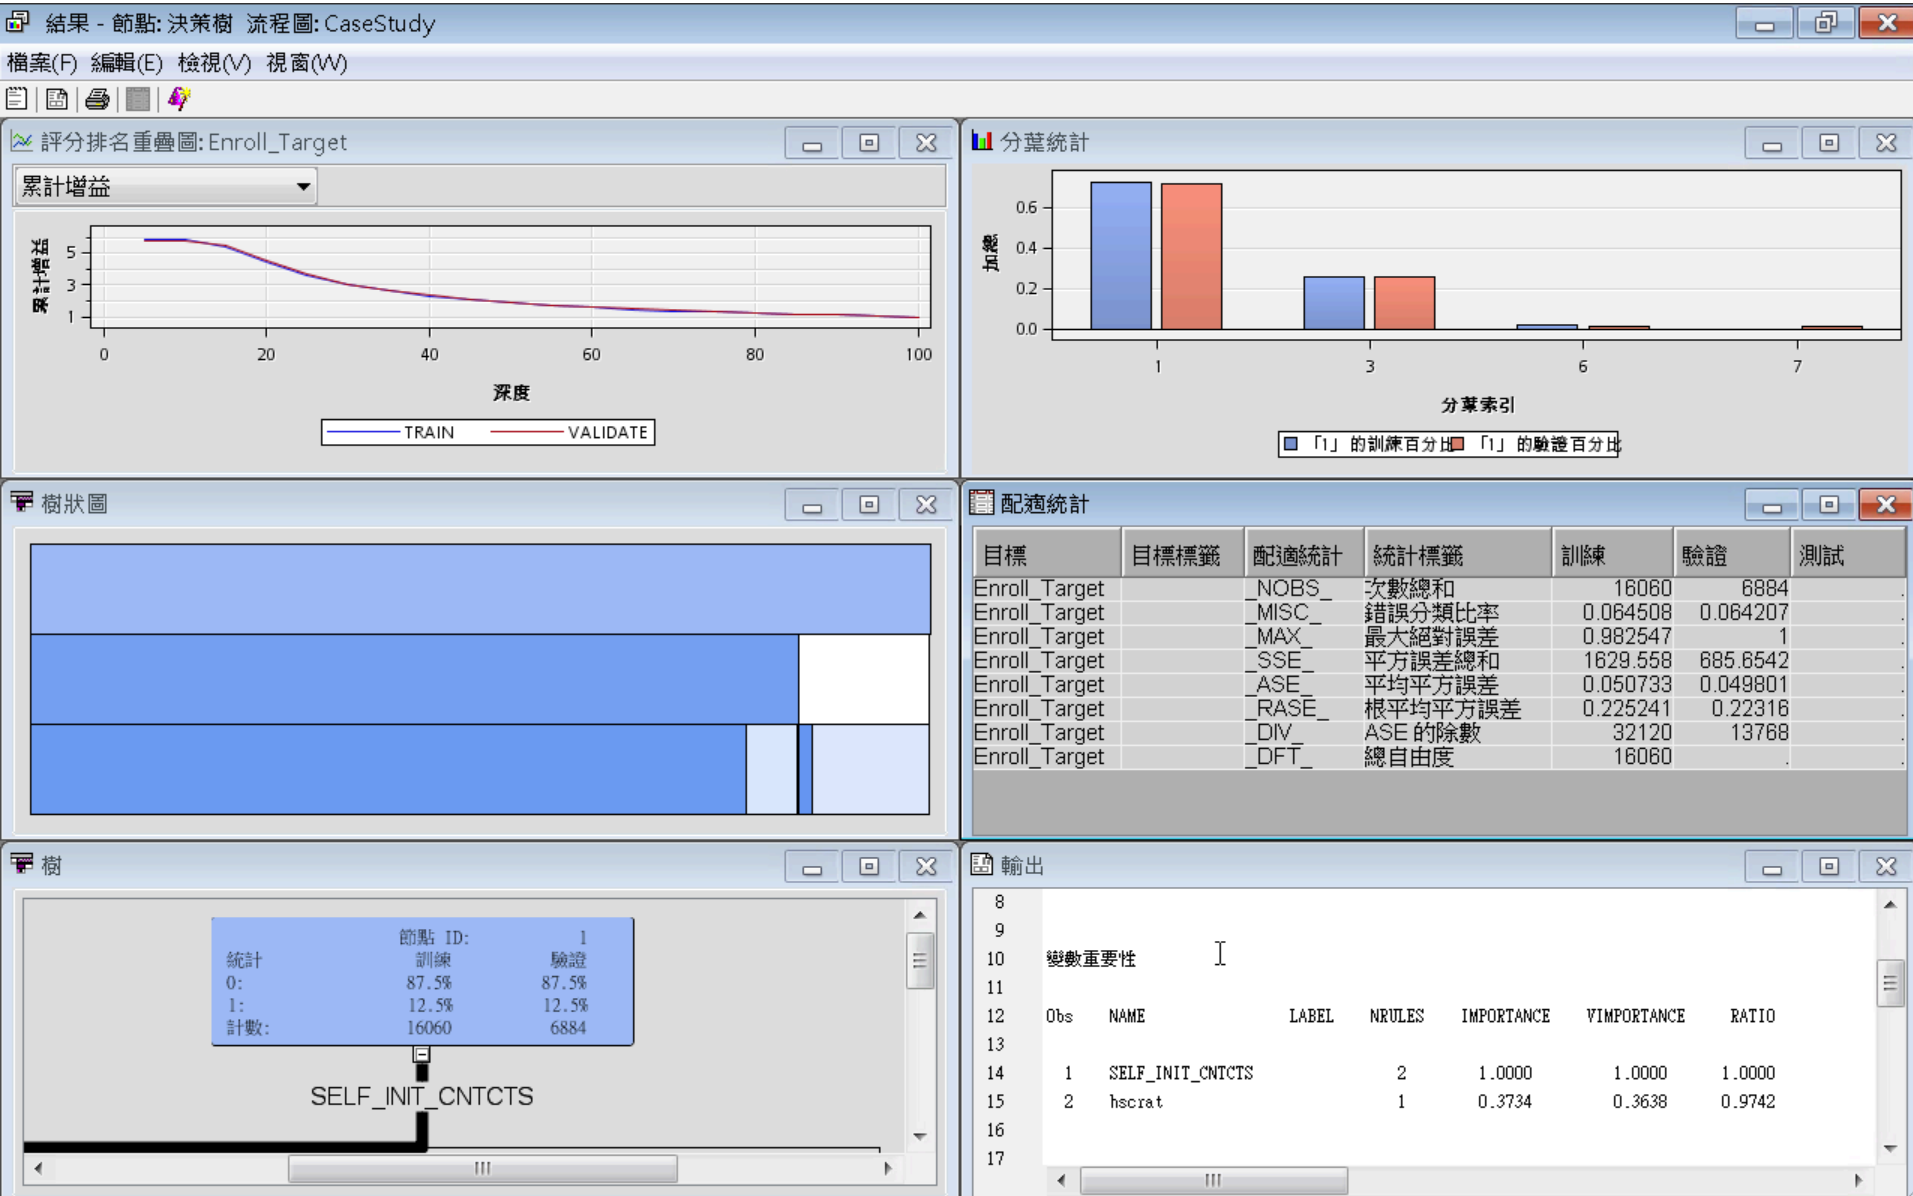 結果 - 節點: 決策樹 流程圖: CaseStudy
檔案(F) 編輯(E) 檢視(V) 視窗(W)
評分排名重疊圖: Enroll_Target
累計增益
累計增益
5
3
1
0 20 40 60 80 100
深度
TRAIN VALIDATE
分葉統計
加總
0.6
0.4
0.2
0.0
1 3 6 7
分葉索引
「1」 的訓練百分比 「1」 的驗證百分比
樹狀圖
配適統計
目標 目標標籤 配適統計 統計標籤 訓練 驗證 測試
Enroll_Target _NOBS_ 次數總和 16060 6884 .
Enroll_Target _MISC_ 錯誤分類比率 0.064508 0.064207 .
Enroll_Target _MAX_ 最大絕對誤差 0.982547 1 .
Enroll_Target _SSE_ 平方誤差總和 1629.558 685.6542 .
Enroll_Target _ASE_ 平均平方誤差 0.050733 0.049801 .
Enroll_Target _RASE_ 根平均平方誤差 0.225241 0.22316 .
Enroll_Target _DIV_ ASE 的除數 32120 13768 .
Enroll_Target _DFT_ 總自由度 16060 . .
樹
節點 ID: 1
統計 訓練 驗證
0: 87.5% 87.5%
1: 12.5% 12.5%
計數: 16060 6884
SELF_INIT_CNTCTS
輸出
8
9
10 變數重要性
11
12 Obs NAME LABEL NRULES IMPORTANCE VIMPORTANCE RATIO
13
14 1 SELF_INIT_CNTCTS 2 1.0000 1.0000 1.0000
15 2 hscrat 1 0.3734 0.3638 0.9742
16
17